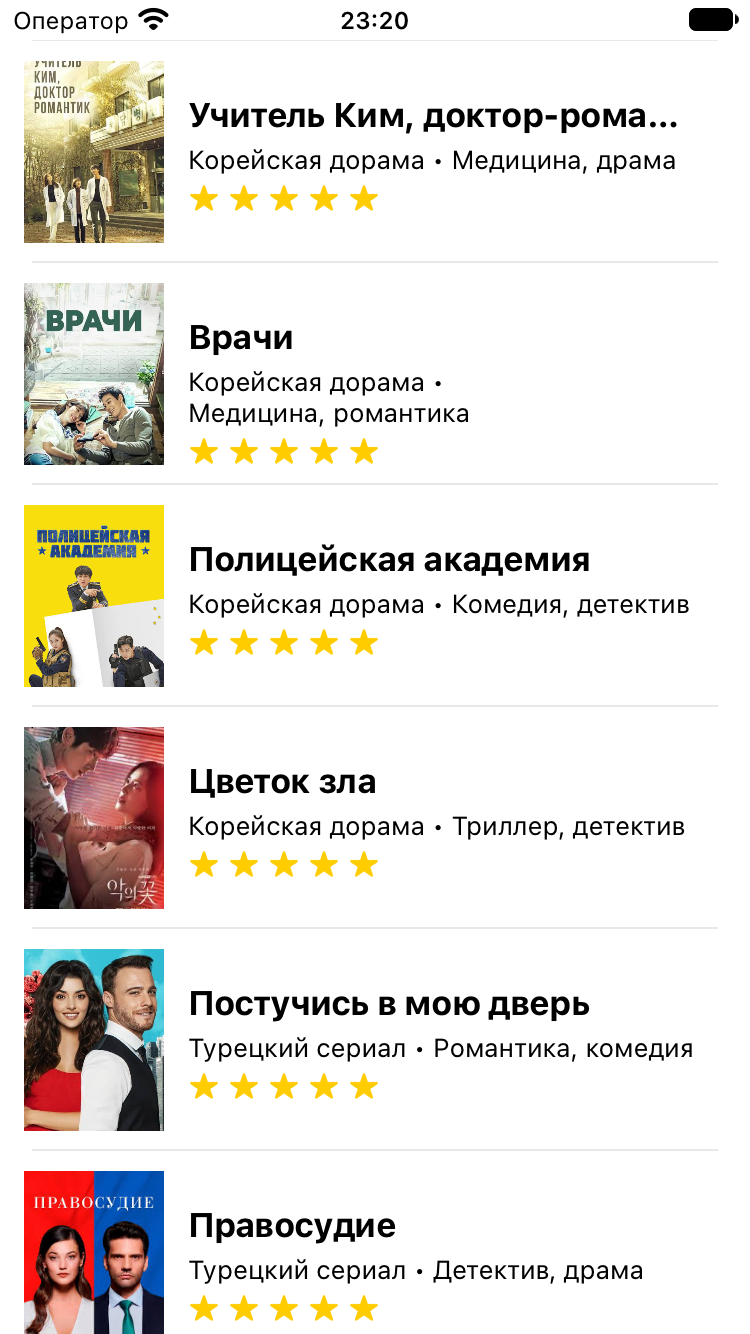 Оператор 23:20
УЧИТЕЛЬ
КИМ,
ДОКТОР
РОМАНТИК
Учитель Ким, доктор-рома...
Корейская дорама • Медицина, драма
ВРАЧИ
Врачи
Корейская дорама •
Медицина, романтика
ПОЛИЦЕЙСКАЯ
АКАДЕМИЯ
Полицейская академия
Корейская дорама • Комедия, детектив
악의 꽃
Цветок зла
Корейская дорама • Триллер, детектив
Постучись в мою дверь
Турецкий сериал • Романтика, комедия
ПРАВОСУДИЕ
Правосудие
Турецкий сериал • Детектив, драма